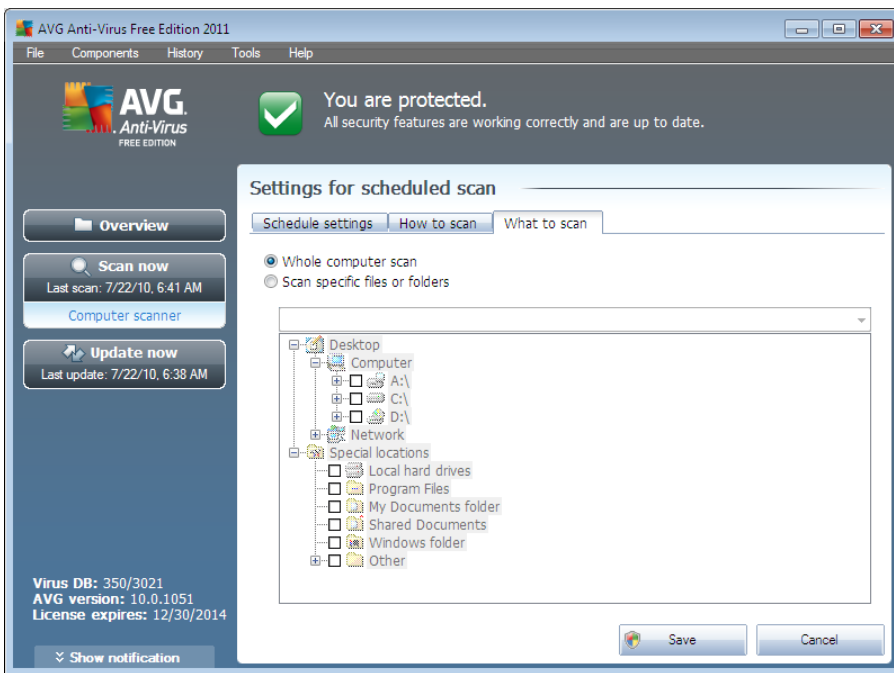 AVG Anti-Virus Free Edition 2011
File Components History Tools Help
AVG.
Anti-Virus
FREE EDITION
You are protected.
All security features are working correctly and are up to date.
Overview
Scan now
Last scan: 7/22/10, 6:41 AM
Computer scanner
Update now
Last update: 7/22/10, 6:38 AM
Virus DB: 350/3021
AVG version: 10.0.1051
License expires: 12/30/2014
Show notification
Settings for scheduled scan
Schedule settings How to scan What to scan
Whole computer scan
Scan specific files or folders
Desktop
Computer
A:\
C:\
D:\
Network
Special locations
Local hard drives
Program Files
My Documents folder
Shared Documents
Windows folder
Other
Save Cancel